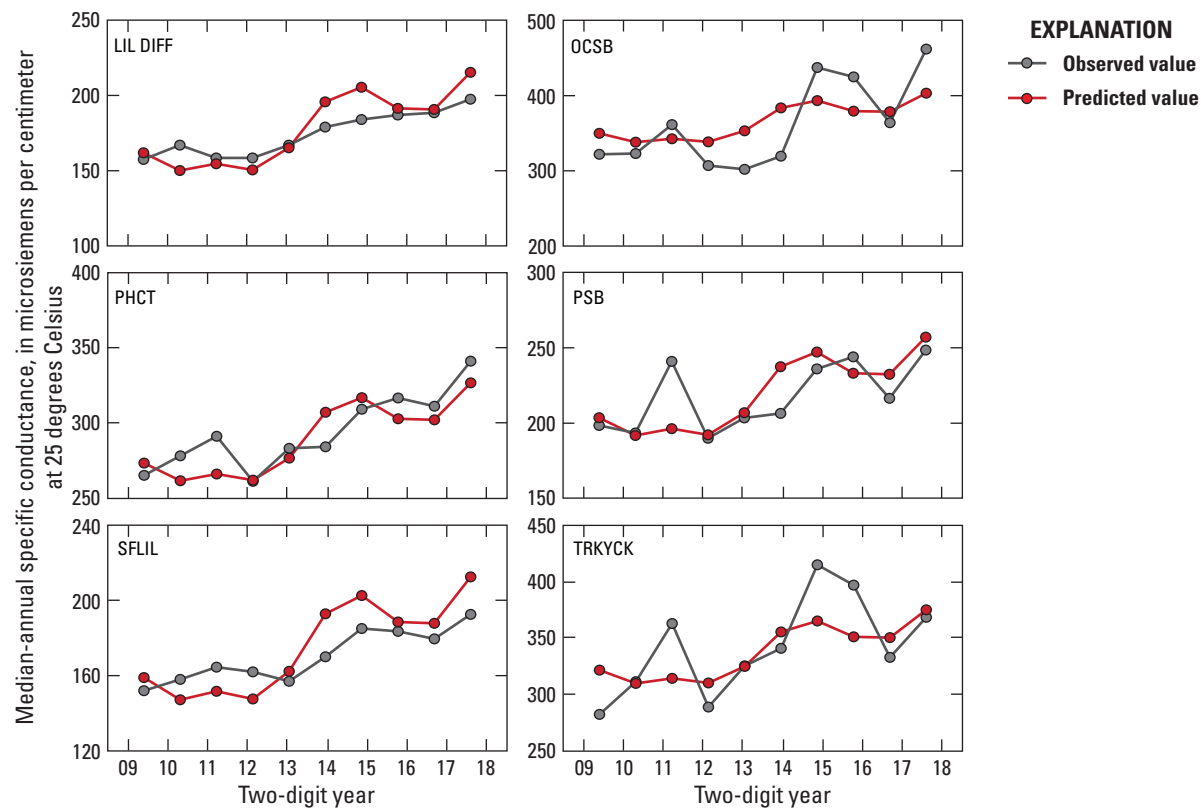 Median-annual specific conductance, in microsiemens per centimeter
at 25 degrees Celsius
250
200
150
100
LIL DIFF
500
400
300
200
OCSB
EXPLANATION
Observed value
Predicted value
400
350
300
250
PHCT
300
250
200
150
PSB
240
200
160
120
SFLIL
09 10 11 12 13 14 15 16 17 18
Two-digit year
450
400
350
300
250
TRKYCK
09 10 11 12 13 14 15 16 17 18
Two-digit year